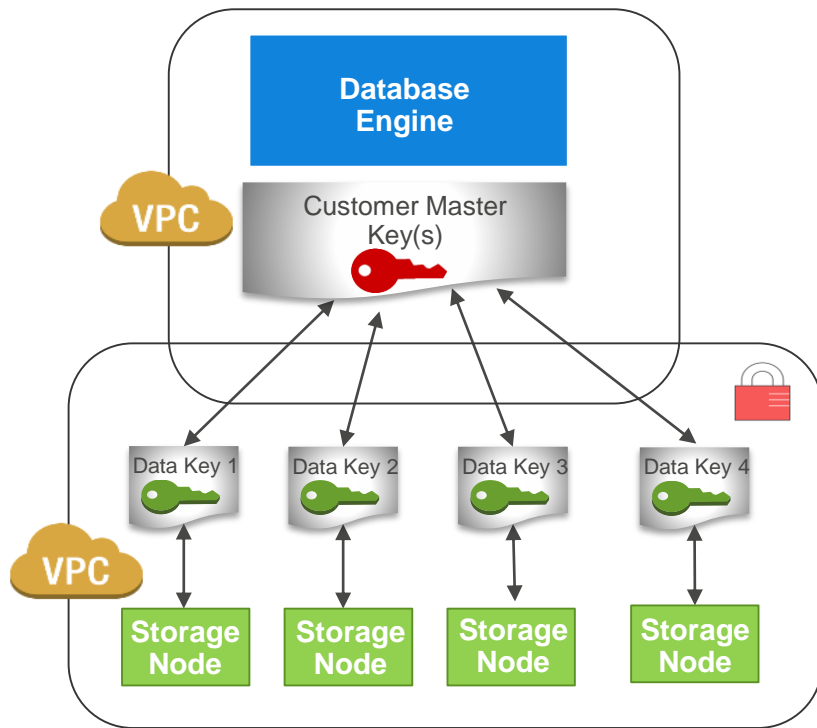 Database
Engine
VPC
Customer Master
Key(s)
Data Key 1
Data Key 2
Data Key 3
Data Key 4
VPC
Storage
Node
Storage
Node
Storage
Node
Storage
Node